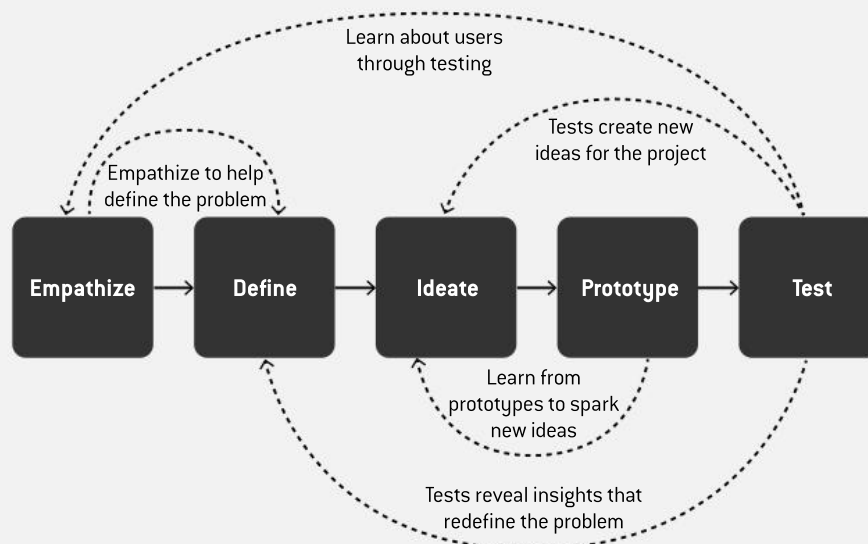 Learn about users
through testing
Tests create new
ideas for the project
Empathize to help
define the problem
Empathize
Define
Ideate
Prototype
Test
Learn from
prototypes to spark
new ideas
Tests reveal insights that
redefine the problem